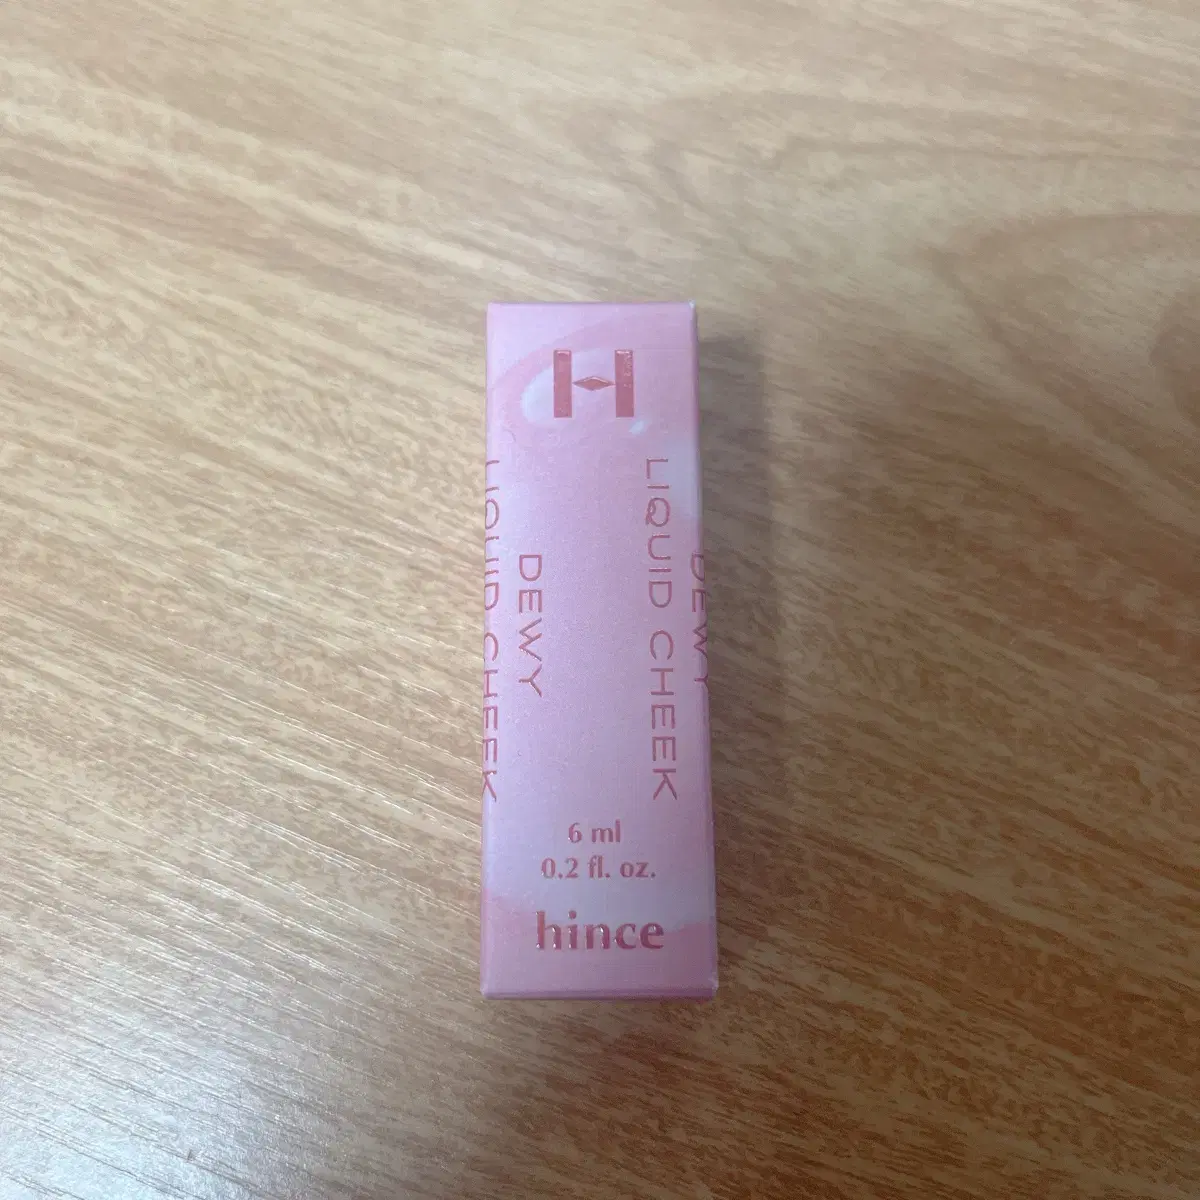 H
LIQUID CHEEK
DEWY
LIQUID CHEEK
DEWY
6 ml
0.2 fl. oz.
hince